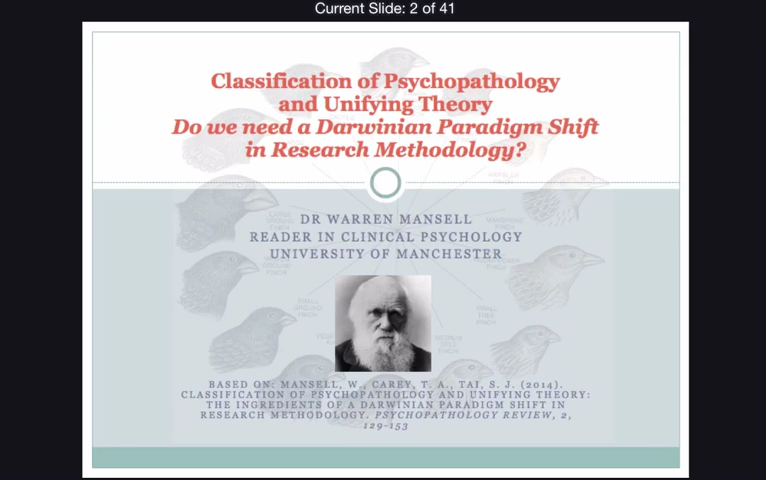 Current Slide: 2 of 41
Classification of Psychopathology
and Unifying Theory
Do we need a Darwinian Paradigm Shift
in Research Methodology?
DR WARREN MANSELL
READER IN CLINICAL PSYCHOLOGY
UNIVERSITY OF MANCHESTER
BASED ON: MANSELL, W., CAREY, T. A., TAI, S. J. (2014).
CLASSIFICATION OF PSYCHOPATHOLOGY AND UNIFYING THEORY:
THE INGREDIENTS OF A DARWINIAN PARADIGM SHIFT IN
RESEARCH METHODOLOGY. PSYCHOPATHOLOGY REVIEW, 2,
129-153